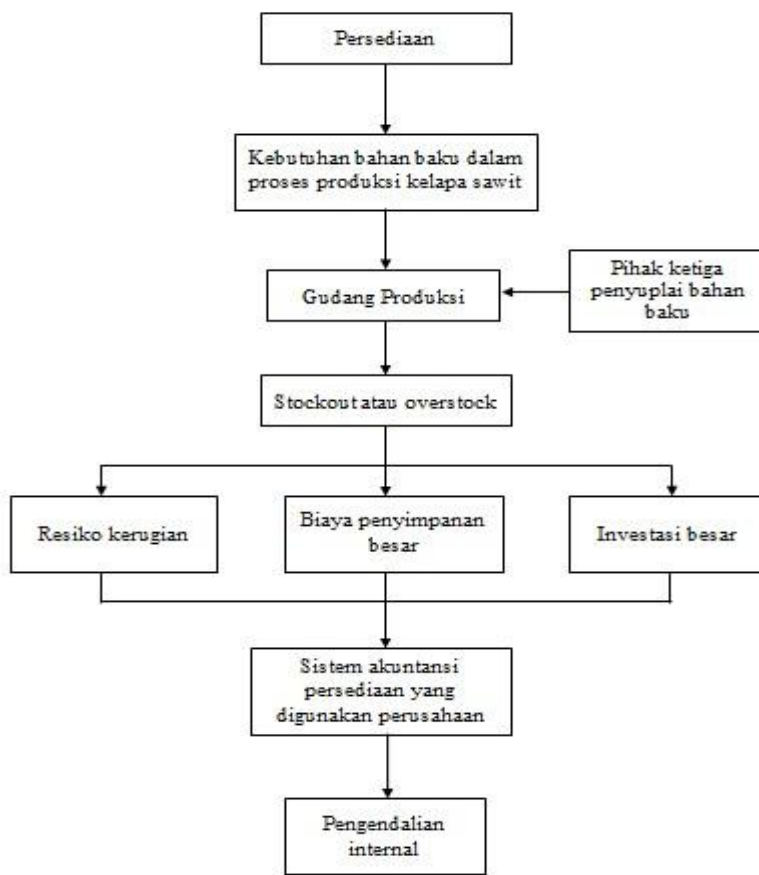 Persediaan
Kebutuhan bahan baku dalam
proses produksi kelapa sawit
Gudang Produksi
Pihak ketiga
penyuplai bahan
baku
Stockout atau overstock
Resiko kerugian
Biaya penyimpanan
besar
Investasi besar
Sistem akuntansi
persediaan yang
digunakan perusahaan
Pengendalian
internal